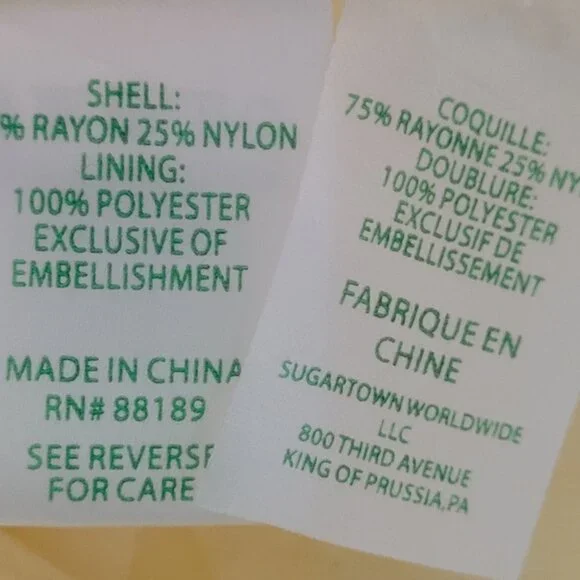 SHELL:
% RAYON 25% NYLON
LINING:
100% POLYESTER
EXCLUSIVE OF
EMBELLISHMENT
MADE IN CHINA
RN# 88189
SEE REVERSE
FOR CARE
COQUILLE:
75% RAYONNE 25% NY
DOUBLURE:
100% POLYESTER
EXCLUSIF DE
EMBELLISSEMENT
FABRIQUE EN
CHINE
SUGARTOWN WORLDWIDE
LLC
800 THIRD AVENUE
KING OF PRUSSIA, PA